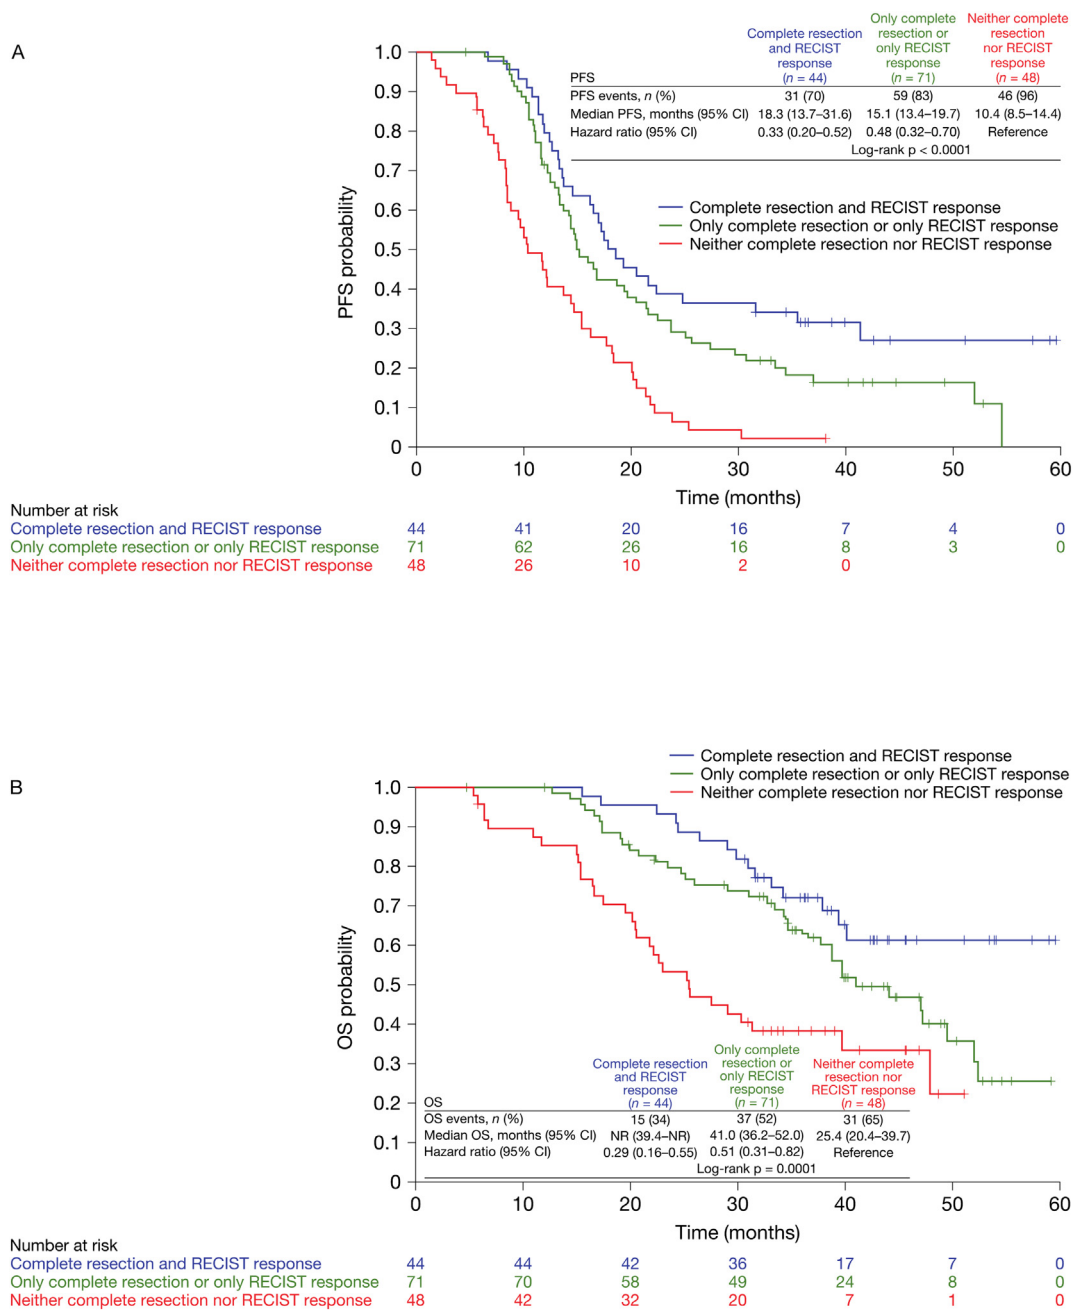 A
Complete resection and RECIST response (n = 44)
Only complete resection or only RECIST response (n = 71)
Neither complete resection nor RECIST response (n = 48)
PFS
PFS events, n (%) 31 (70) 59 (83) 46 (96)
Median PFS, months (95% CI) 18.3 (13.7–31.6) 15.1 (13.4–19.7) 10.4 (8.5–14.4)
Hazard ratio (95% CI) 0.33 (0.20–0.52) 0.48 (0.32–0.70) Reference
Log-rank p < 0.0001
Complete resection and RECIST response
Only complete resection or only RECIST response
Neither complete resection nor RECIST response
PFS probability
1.0
0.9
0.8
0.7
0.6
0.5
0.4
0.3
0.2
0.1
0
0 10 20 30 40 50 60
Time (months)
Number at risk
Complete resection and RECIST response 44 41 20 16 7 4 0
Only complete resection or only RECIST response 71 62 26 16 8 3 0
Neither complete resection nor RECIST response 48 26 10 2 0
B
Complete resection and RECIST response
Only complete resection or only RECIST response
Neither complete resection nor RECIST response
OS probability
1.0
0.9
0.8
0.7
0.6
0.5
0.4
0.3
0.2
0.1
0
Complete resection and RECIST response (n = 44)
Only complete resection or only RECIST response (n = 71)
Neither complete resection nor RECIST response (n = 48)
OS
OS events, n (%) 15 (34) 37 (52) 31 (65)
Median OS, months (95% CI) NR (39.4–NR) 41.0 (36.2–52.0) 25.4 (20.4–39.7)
Hazard ratio (95% CI) 0.29 (0.16–0.55) 0.51 (0.31–0.82) Reference
Log-rank p = 0.0001
0 10 20 30 40 50 60
Time (months)
Number at risk
Complete resection and RECIST response 44 44 42 36 17 7 0
Only complete resection or only RECIST response 71 70 58 49 24 8 0
Neither complete resection nor RECIST response 48 42 32 20 7 1 0